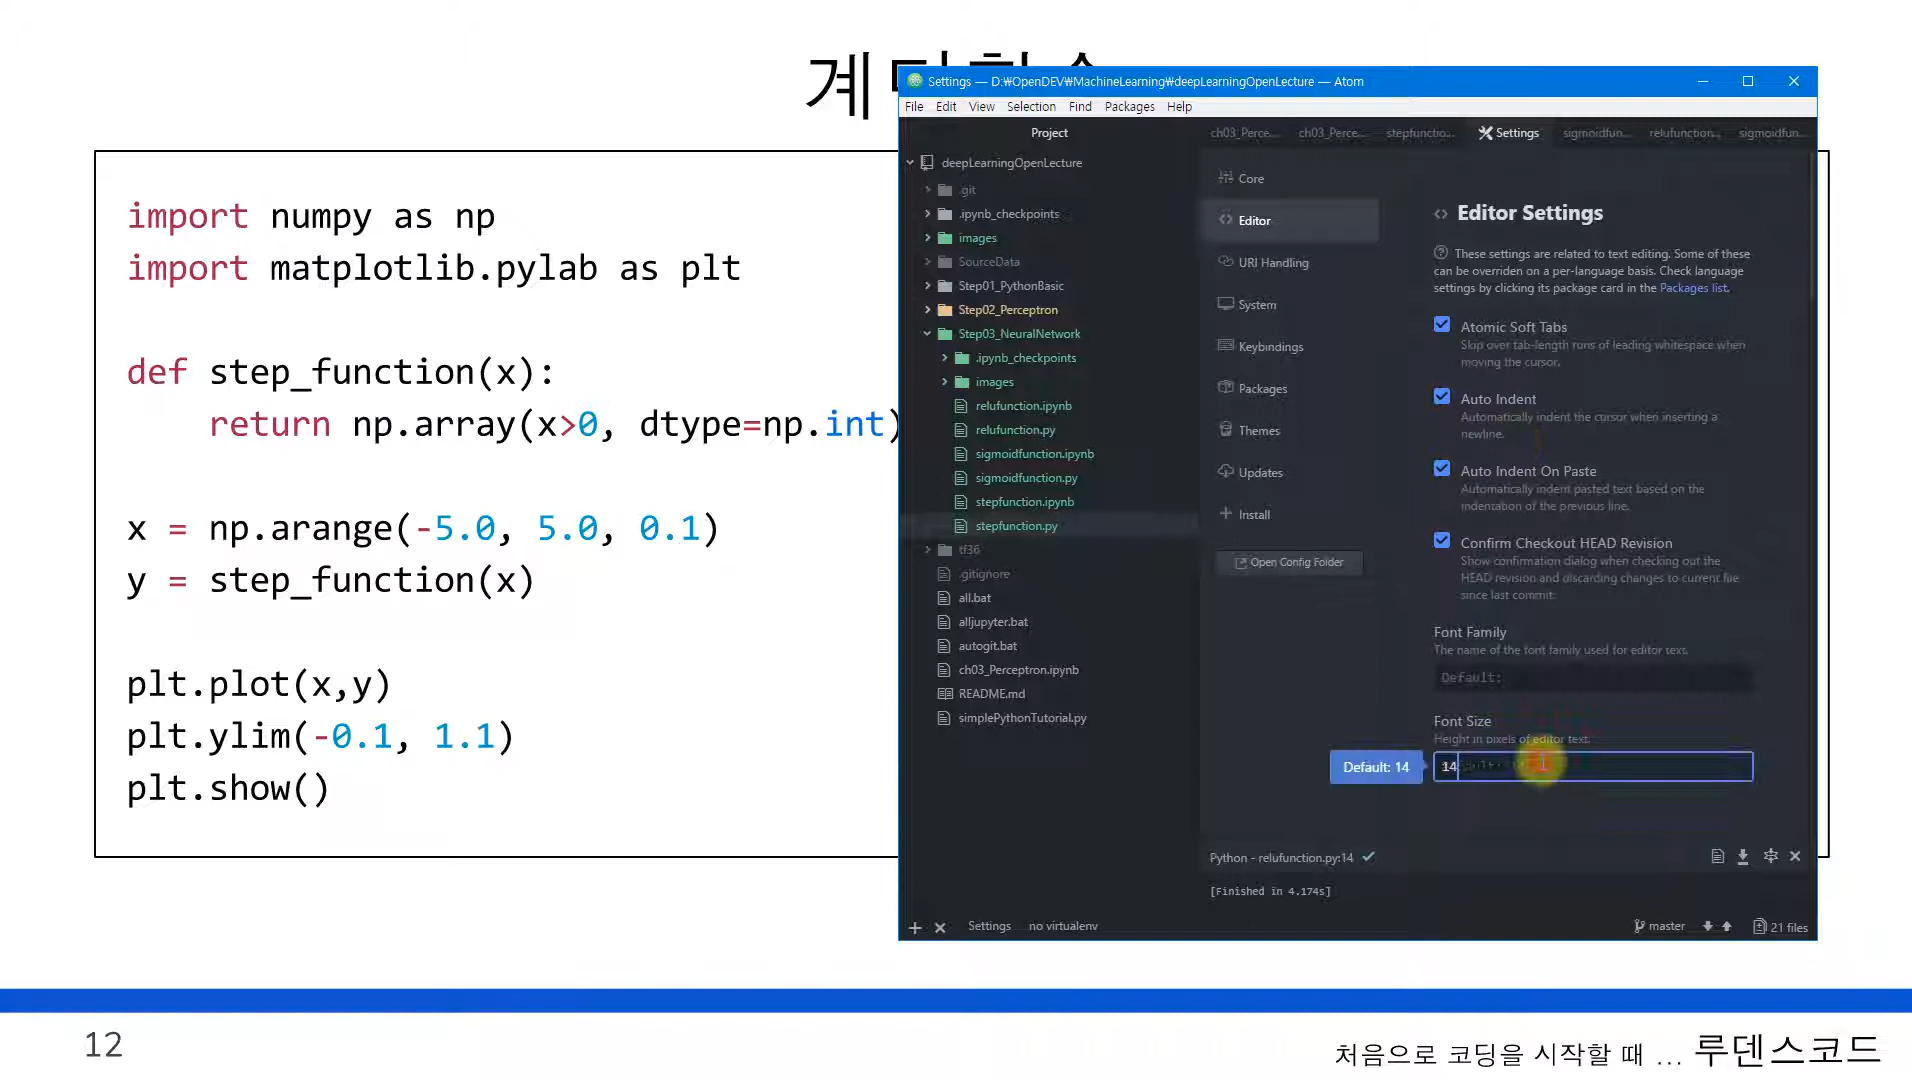 계
import numpy as np
import matplotlib.pylab as plt
def step_function(x):
return np.array(x>0, dtype=np.int)
x = np.arange(-5.0, 5.0, 0.1)
y = step_function(x)
plt.plot(x,y)
plt.ylim(-0.1, 1.1)
plt.show()
Settings — D:₩OpenDEV₩MachineLearning₩deepLearningOpenLecture — Atom
File Edit View Selection Find Packages Help
Project
deepLearningOpenLecture
.git
.ipynb_checkpoints
images
SourceData
Step01_PythonBasic
Step02_Perceptron
Step03_NeuralNetwork
.ipynb_checkpoints
images
relufunction.ipynb
relufunction.py
sigmoidfunction.ipynb
sigmoidfunction.py
stepfunction.ipynb
stepfunction.py
tf36
.gitignore
all.bat
alljupyter.bat
autogit.bat
ch03_Perceptron.ipynb
README.md
simplePythonTutorial.py
ch03_Perce... ch03_Perce... stepfunctio... Settings sigmoidfun... relufunction... sigmoidfun...
Core
Editor
URI Handling
System
Keybindings
Packages
Themes
Updates
Install
Open Config Folder
Editor Settings
These settings are related to text editing. Some of these
can be overriden on a per-language basis. Check language
settings by clicking its package card in the Packages list.
Atomic Soft Tabs
Skip over tab-length runs of leading whitespace when
moving the cursor.
Auto Indent
Automatically indent the cursor when inserting a
newline.
Auto Indent On Paste
Automatically indent pasted text based on the
indentation of the previous line.
Confirm Checkout HEAD Revision
Show confirmation dialog when checking out the
HEAD revision and discarding changes to current file
since last commit.
Font Family
The name of the font family used for editor text.
Default:
Font Size
Height in pixels of editor text.
Default: 14
14
Python - relufunction.py:14
[Finished in 4.174s]
Settings no virtualenv master 21 files
12
처음으로 코딩을 시작할 때 ... 루덴스코드